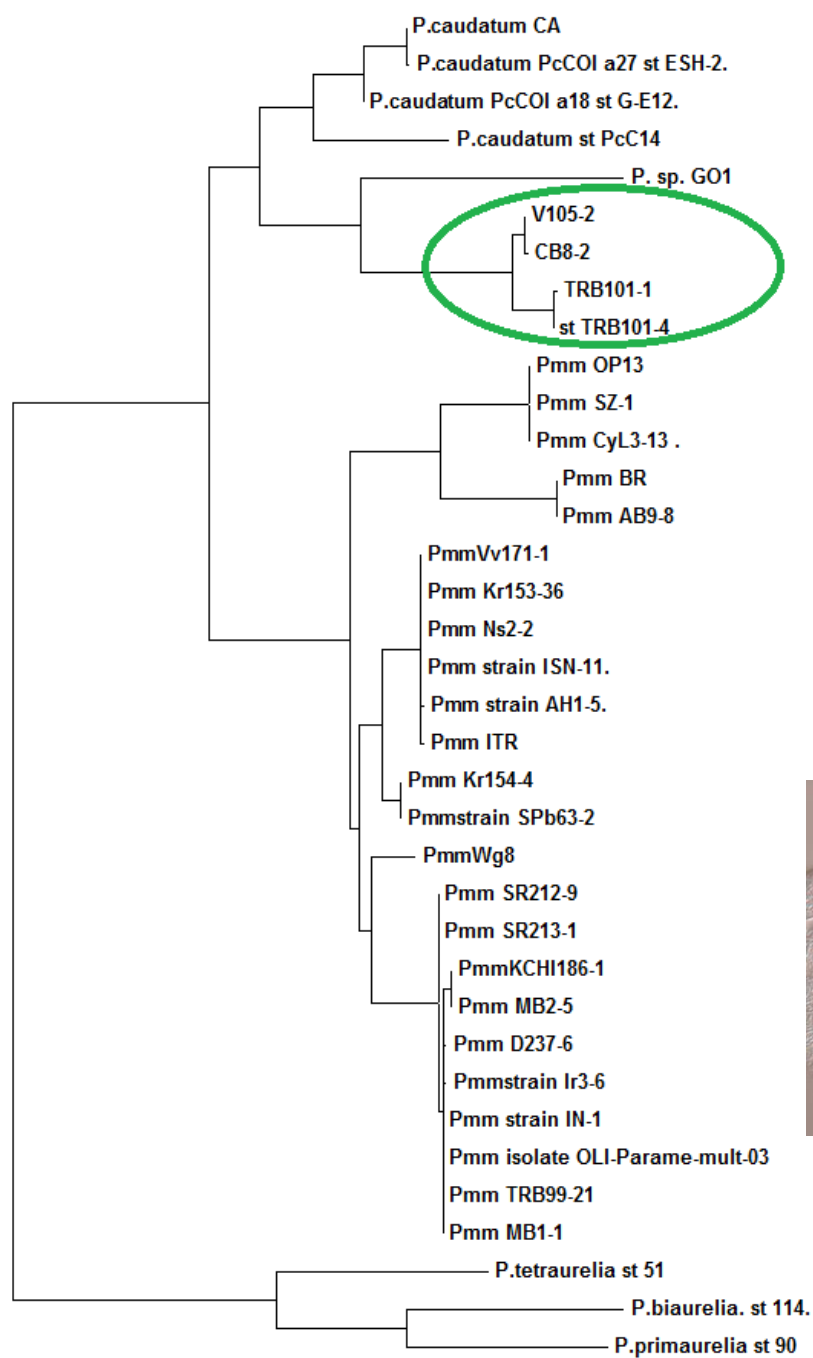 P.caudatum CA
P.caudatum PcCOI a27 st ESH-2.
P.caudatum PcCOI a18 st G-E12.
P.caudatum st PcC14
P. sp. GO1
V105-2
CB8-2
TRB101-1
st TRB101-4
Pmm OP13
Pmm SZ-1
Pmm CyL3-13 .
Pmm BR
Pmm AB9-8
PmmVv171-1
Pmm Kr153-36
Pmm Ns2-2
Pmm strain ISN-11.
Pmm strain AH1-5.
Pmm ITR
Pmm Kr154-4
Pmmstrain SPb63-2
PmmWg8
Pmm SR212-9
Pmm SR213-1
PmmKCHI186-1
Pmm MB2-5
Pmm D237-6
Pmmstrain Ir3-6
Pmm strain IN-1
Pmm isolate OLI-Parame-mult-03
Pmm TRB99-21
Pmm MB1-1
P.tetraurelia st 51
P.biaurelia. st 114.
P.primaurelia st 90